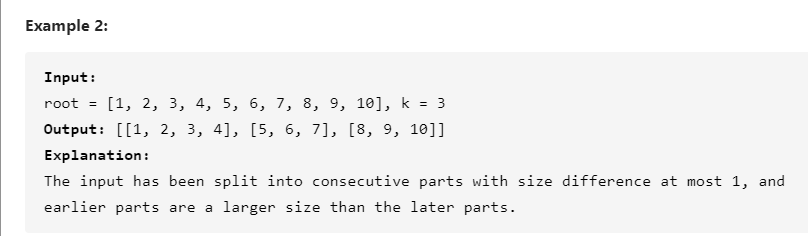 Example 2:
Input:
root = [1, 2, 3, 4, 5, 6, 7, 8, 9, 10], k = 3
Output: [[1, 2, 3, 4], [5, 6, 7], [8, 9, 10]]
Explanation:
The input has been split into consecutive parts with size difference at most 1, and
earlier parts are a larger size than the later parts.